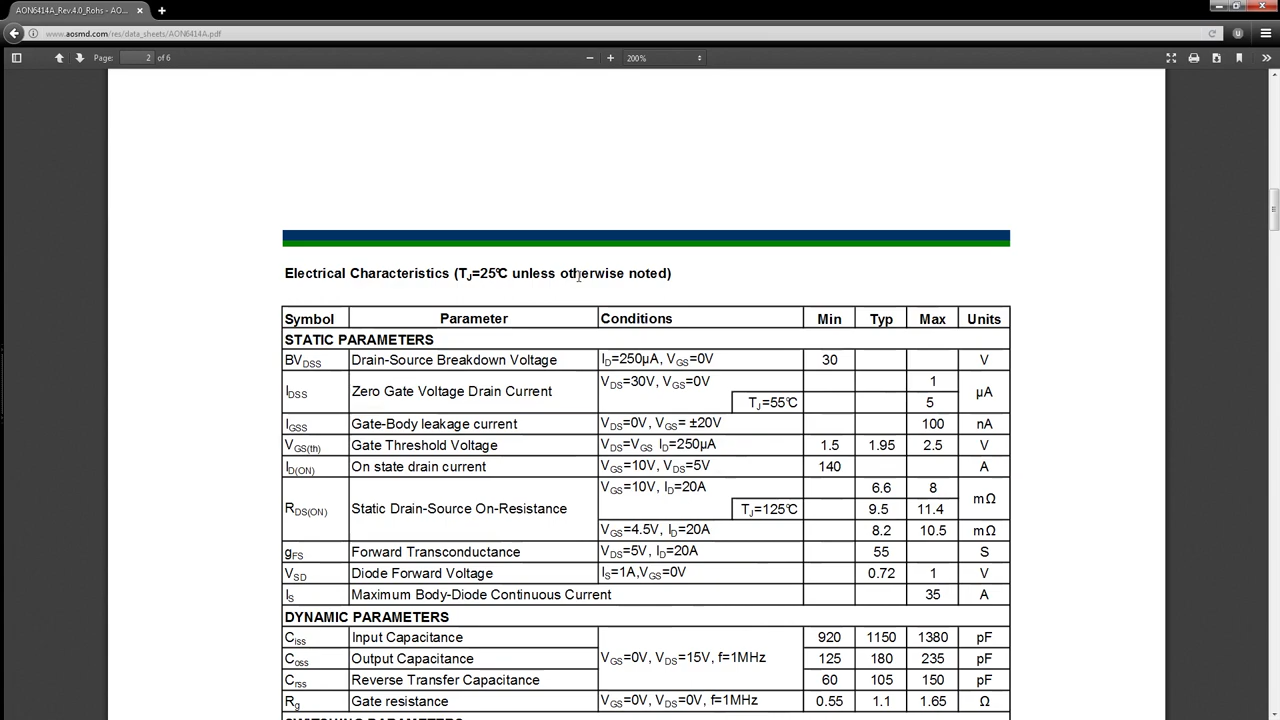 AON6414A_Rev.4.0_Rohs - AO...
www.aosmd.com/res/data_sheets/AON6414A.pdf
Page: 2 of 6 200%
Electrical Characteristics (TJ=25℃ unless otherwise noted)
Symbol Parameter Conditions Min Typ Max Units
STATIC PARAMETERS
BVDSS Drain-Source Breakdown Voltage ID=250µA, VGS=0V 30 V
IDSS Zero Gate Voltage Drain Current VDS=30V, VGS=0V 1 µA
TJ=55℃ 5
IGSS Gate-Body leakage current VDS=0V, VGS= ±20V 100 nA
VGS(th) Gate Threshold Voltage VDS=VGS ID=250µA 1.5 1.95 2.5 V
ID(ON) On state drain current VGS=10V, VDS=5V 140 A
RDS(ON) Static Drain-Source On-Resistance VGS=10V, ID=20A 6.6 8 mΩ
TJ=125℃ 9.5 11.4
VGS=4.5V, ID=20A 8.2 10.5 mΩ
gFS Forward Transconductance VDS=5V, ID=20A 55 S
VSD Diode Forward Voltage IS=1A,VGS=0V 0.72 1 V
IS Maximum Body-Diode Continuous Current 35 A
DYNAMIC PARAMETERS
Ciss Input Capacitance 920 1150 1380 pF
Coss Output Capacitance VGS=0V, VDS=15V, f=1MHz 125 180 235 pF
Crss Reverse Transfer Capacitance 60 105 150 pF
Rg Gate resistance VGS=0V, VDS=0V, f=1MHz 0.55 1.1 1.65 Ω
SWITCHING PARAMETERS